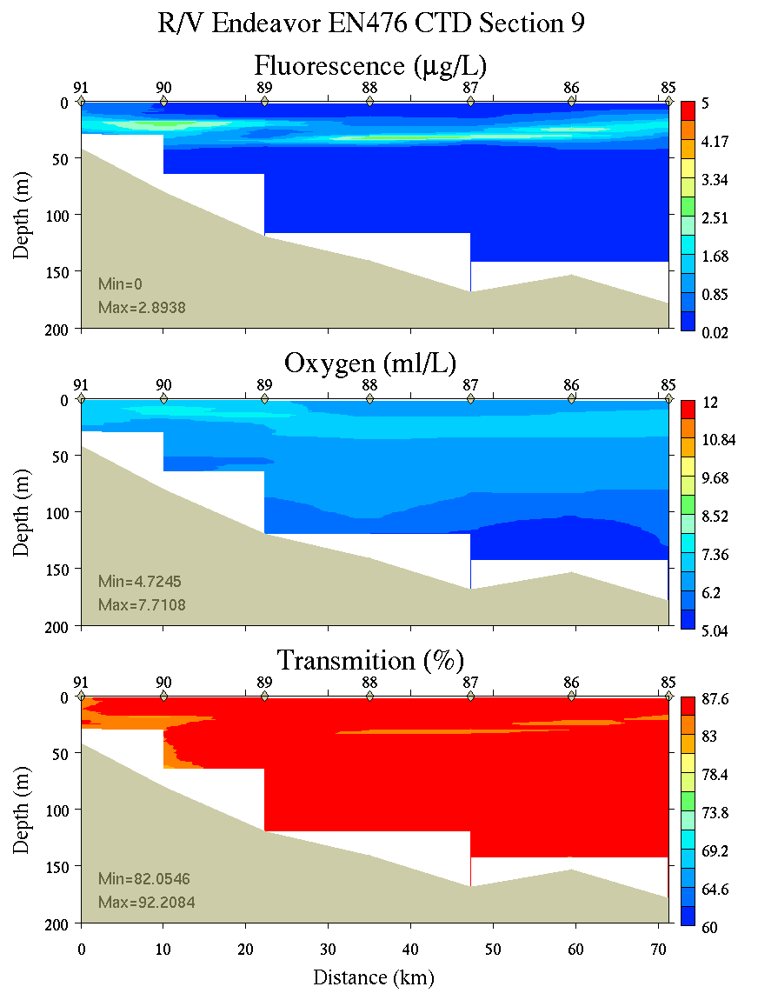 R/V Endeavor EN476 CTD Section 9
Fluorescence (µg/L)
91 90 89 88 87 86 85
0
50
100
150
200
Depth (m)
Min=0
Max=2.8938
5
4.17
3.34
2.51
1.68
0.85
0.02
Oxygen (ml/L)
91 90 89 88 87 86 85
0
50
100
150
200
Depth (m)
Min=4.7245
Max=7.7108
12
10.84
9.68
8.52
7.36
6.2
5.04
Transmition (%)
91 90 89 88 87 86 85
0
50
100
150
200
Depth (m)
Min=82.0546
Max=92.2084
87.6
83
78.4
73.8
69.2
64.6
60
0 10 20 30 40 50 60 70
Distance (km)